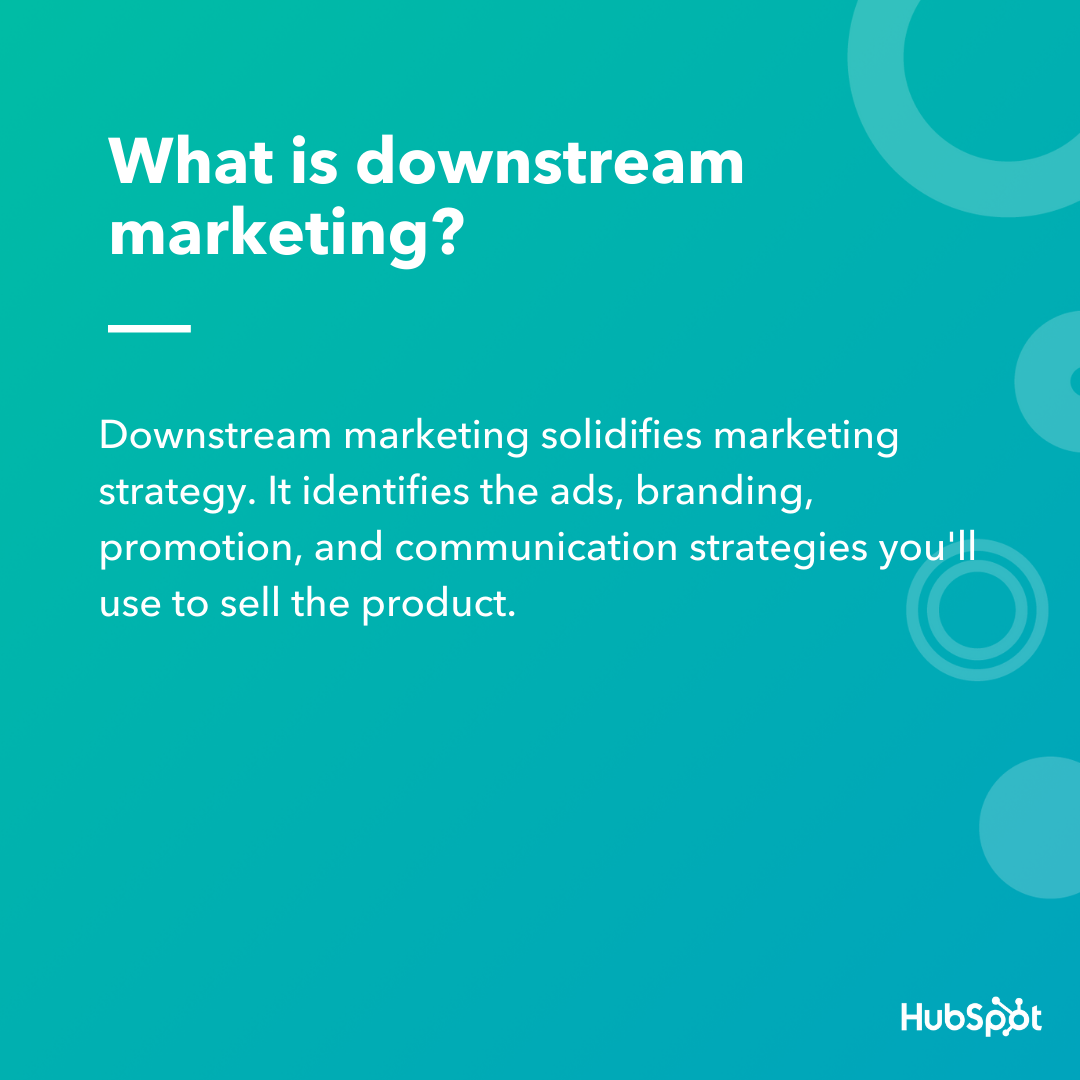 What is downstream
marketing?
Downstream marketing solidifies marketing
strategy. It identifies the ads, branding,
promotion, and communication strategies you'll
use to sell the product.
HubSpot